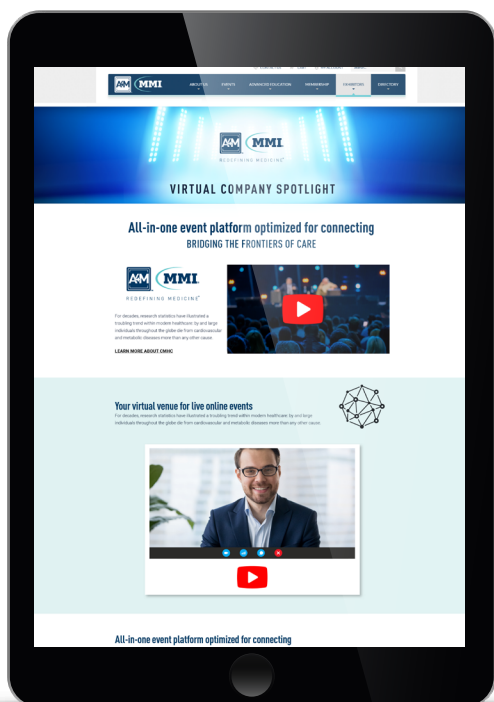 A4M MMI ABOUT US EVENTS ADVANCED EDUCATION MEMBERSHIP EXHIBITORS DIRECTORY
A4M MMI
REDEFINING MEDICINE
VIRTUAL COMPANY SPOTLIGHT
All-in-one event platform optimized for connecting
BRIDGING THE FRONTIERS OF CARE
A4M MMI
REDEFINING MEDICINE
For decades, research statistics have illustrated a
troubling trend within modern healthcare: by and large
individuals throughout the globe die from cardiovascular
and metabolic diseases more than any other cause.
LEARN MORE ABOUT
Your virtual venue for live online events
For decades, research statistics have illustrated a troubling trend within modern healthcare: by and large
individuals throughout the globe die from cardiovascular and metabolic diseases more than any other cause.
All-in-one event platform optimized for connecting